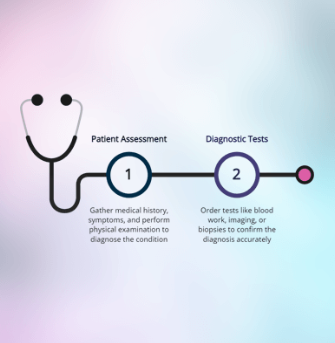 Patient Assessment
1
Gather medical history,
symptoms, and perform
physical examination to
diagnose the condition
Diagnostic Tests
2
Order tests like blood
work, imaging, or
biopsies to confirm the
diagnosis accurately